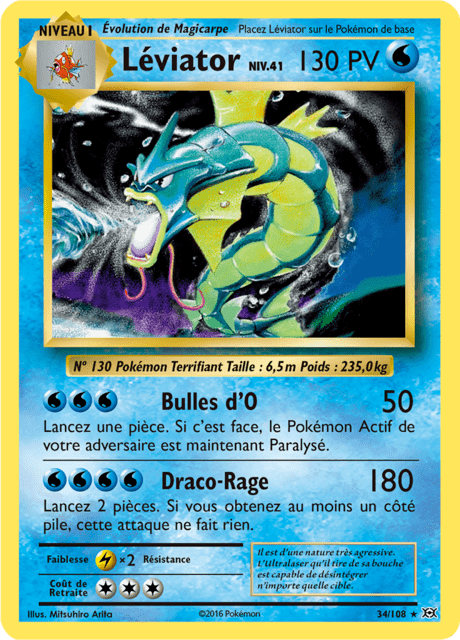 NIVEAU 1
Évolution de Magicarpe
Placez Léviator sur le Pokémon de base
Léviator NIV.41 130 PV
N° 130 Pokémon Terrifiant Taille : 6,5 m Poids : 235,0 kg
Bulles d’O 50
Lancez une pièce. Si c’est face, le Pokémon Actif de
votre adversaire est maintenant Paralysé.
Draco-Rage 180
Lancez 2 pièces. Si vous obtenez au moins un côté
pile, cette attaque ne fait rien.
Faiblesse ×2 Résistance
Coût de
Retraite
Il est d’une nature très agressive.
L’Ultralaser qu’il tire de sa bouche
est capable de désintégrer
n’importe quelle cible.
Illus. Mitsuhiro Arita
©2016 Pokémon
34/108 ★